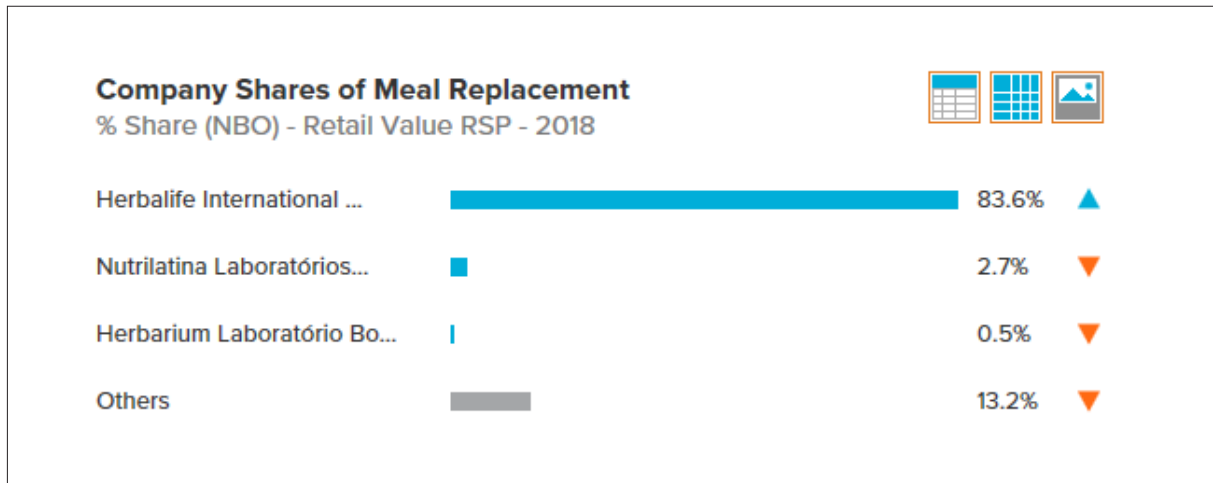 Company Shares of Meal Replacement
% Share (NBO) - Retail Value RSP - 2018
Herbalife International ... 83.6%
Nutrilatina Laboratórios... 2.7%
Herbarium Laboratório Bo... 0.5%
Others 13.2%